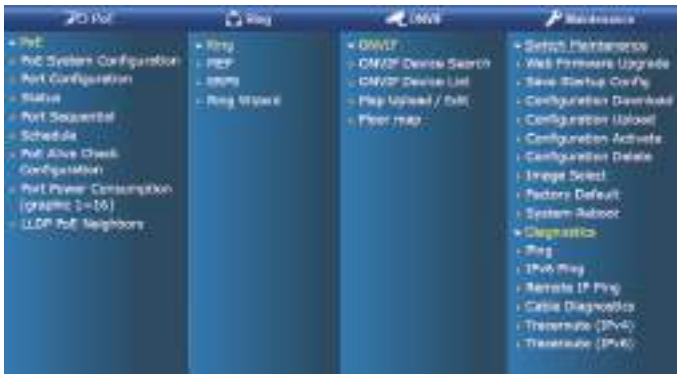 PoE
PoE
PoE System Configuration
Port Configuration
Status
Port Sequential
Schedule
PoE Alive Check
Configuration
Port Power Consumption
(graphic 1~16)
LLDP PoE Neighbors
Ring
Ring
MEP
ERPS
Ring Wizard
ONVIF
ONVIF
ONVIF Device Search
ONVIF Device List
Map Upload / Edit
Floor map
Maintenance
Switch Maintenance
Web Firmware Upgrade
Save Startup Config
Configuration Download
Configuration Upload
Configuration Activate
Configuration Delete
Image Select
Factory Default
System Reboot
Diagnostics
Ping
IPv6 Ping
Remote IP Ping
Cable Diagnostics
Traceroute (IPv4)
Traceroute (IPv6)